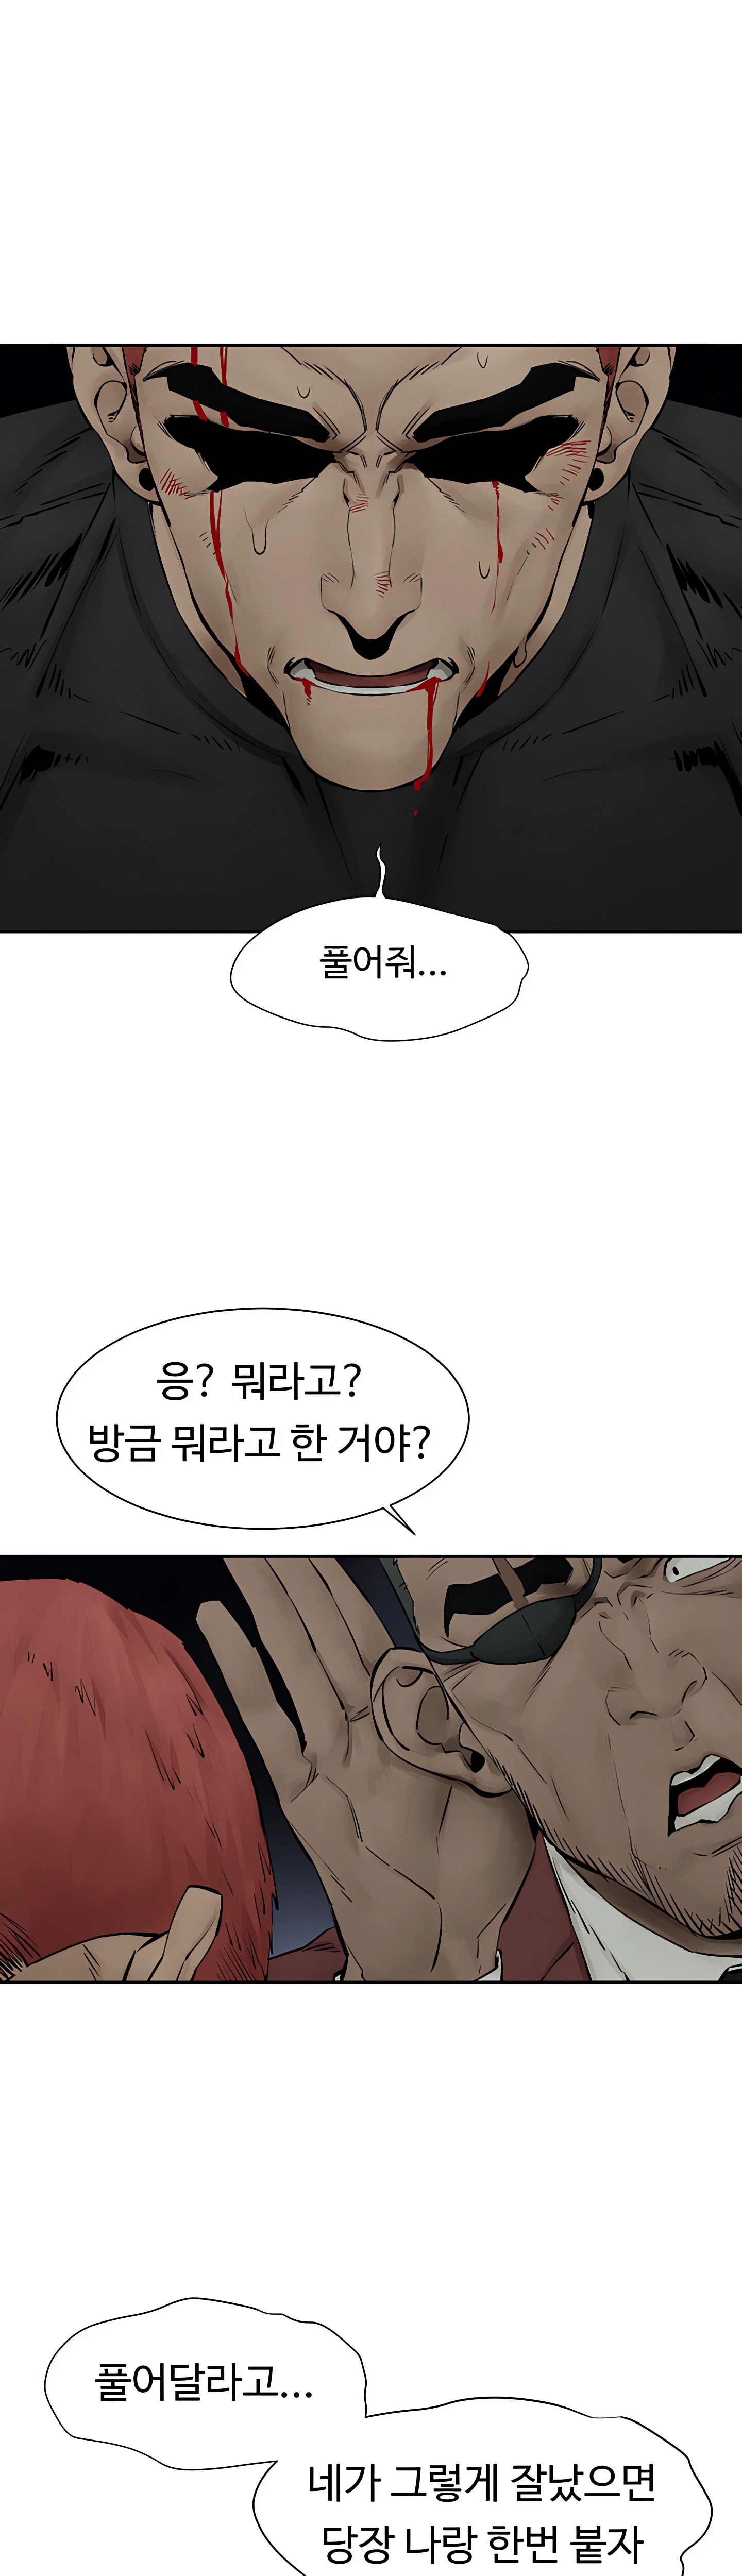 풀어줘...
응? 뭐라고?
방금 뭐라고 한 거야?
풀어달라고...
네가 그렇게 잘났으면
당장 나랑 한번 붙자